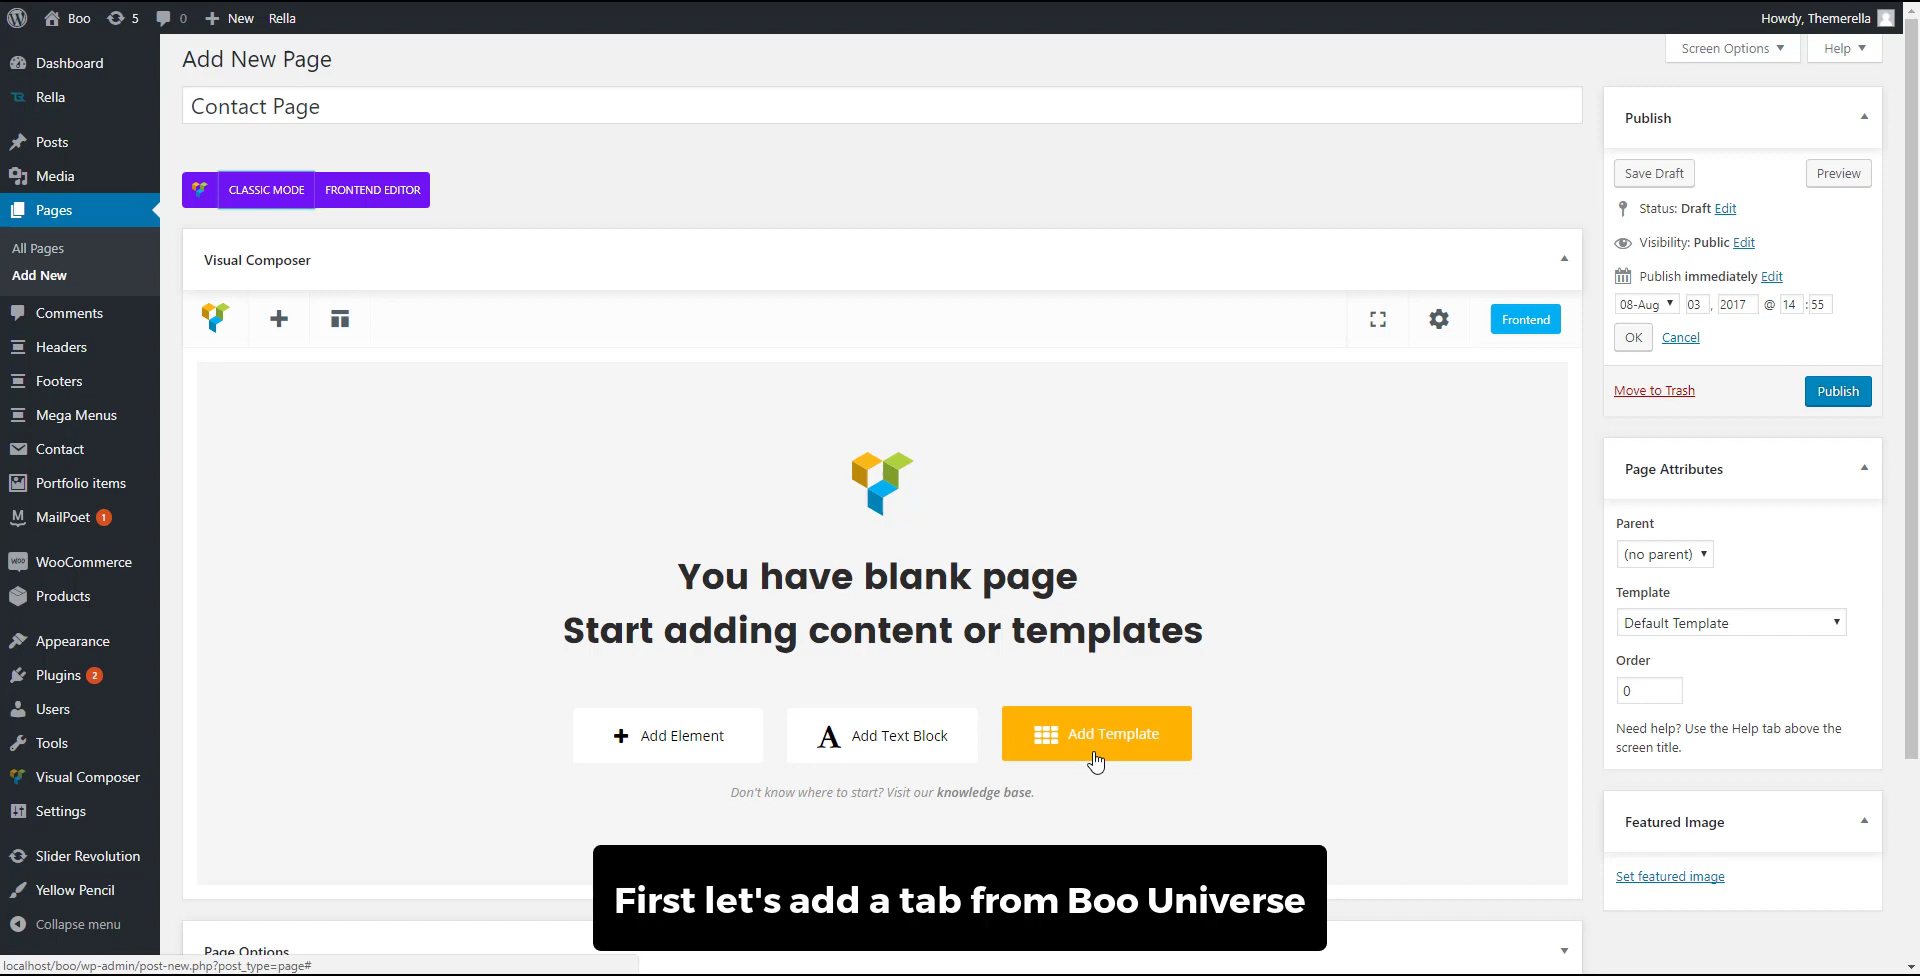 Boo 5 0 New Rella Howdy, Themerella
Dashboard
Rella
Posts
Media
Pages
All Pages
Add New
Comments
Headers
Footers
Mega Menus
Contact
Portfolio items
MailPoet 1
WooCommerce
Products
Appearance
Plugins 2
Users
Tools
Visual Composer
Settings
Slider Revolution
Yellow Pencil
Collapse menu
Screen Options Help
Add New Page
Contact Page
CLASSIC MODE FRONTEND EDITOR
Visual Composer
Frontend
You have blank page
Start adding content or templates
Add Element A Add Text Block Add Template
Don't know where to start? Visit our knowledge base.
First let's add a tab from Boo Universe
Page Options
Publish
Save Draft Preview
Status: Draft Edit
Visibility: Public Edit
Publish immediately Edit
08-Aug 03 , 2017 @ 14 : 55
OK Cancel
Move to Trash Publish
Page Attributes
Parent
(no parent)
Template
Default Template
Order
0
Need help? Use the Help tab above the
screen title.
Featured Image
Set featured image
localhost/boo/wp-admin/post-new.php?post_type=page#